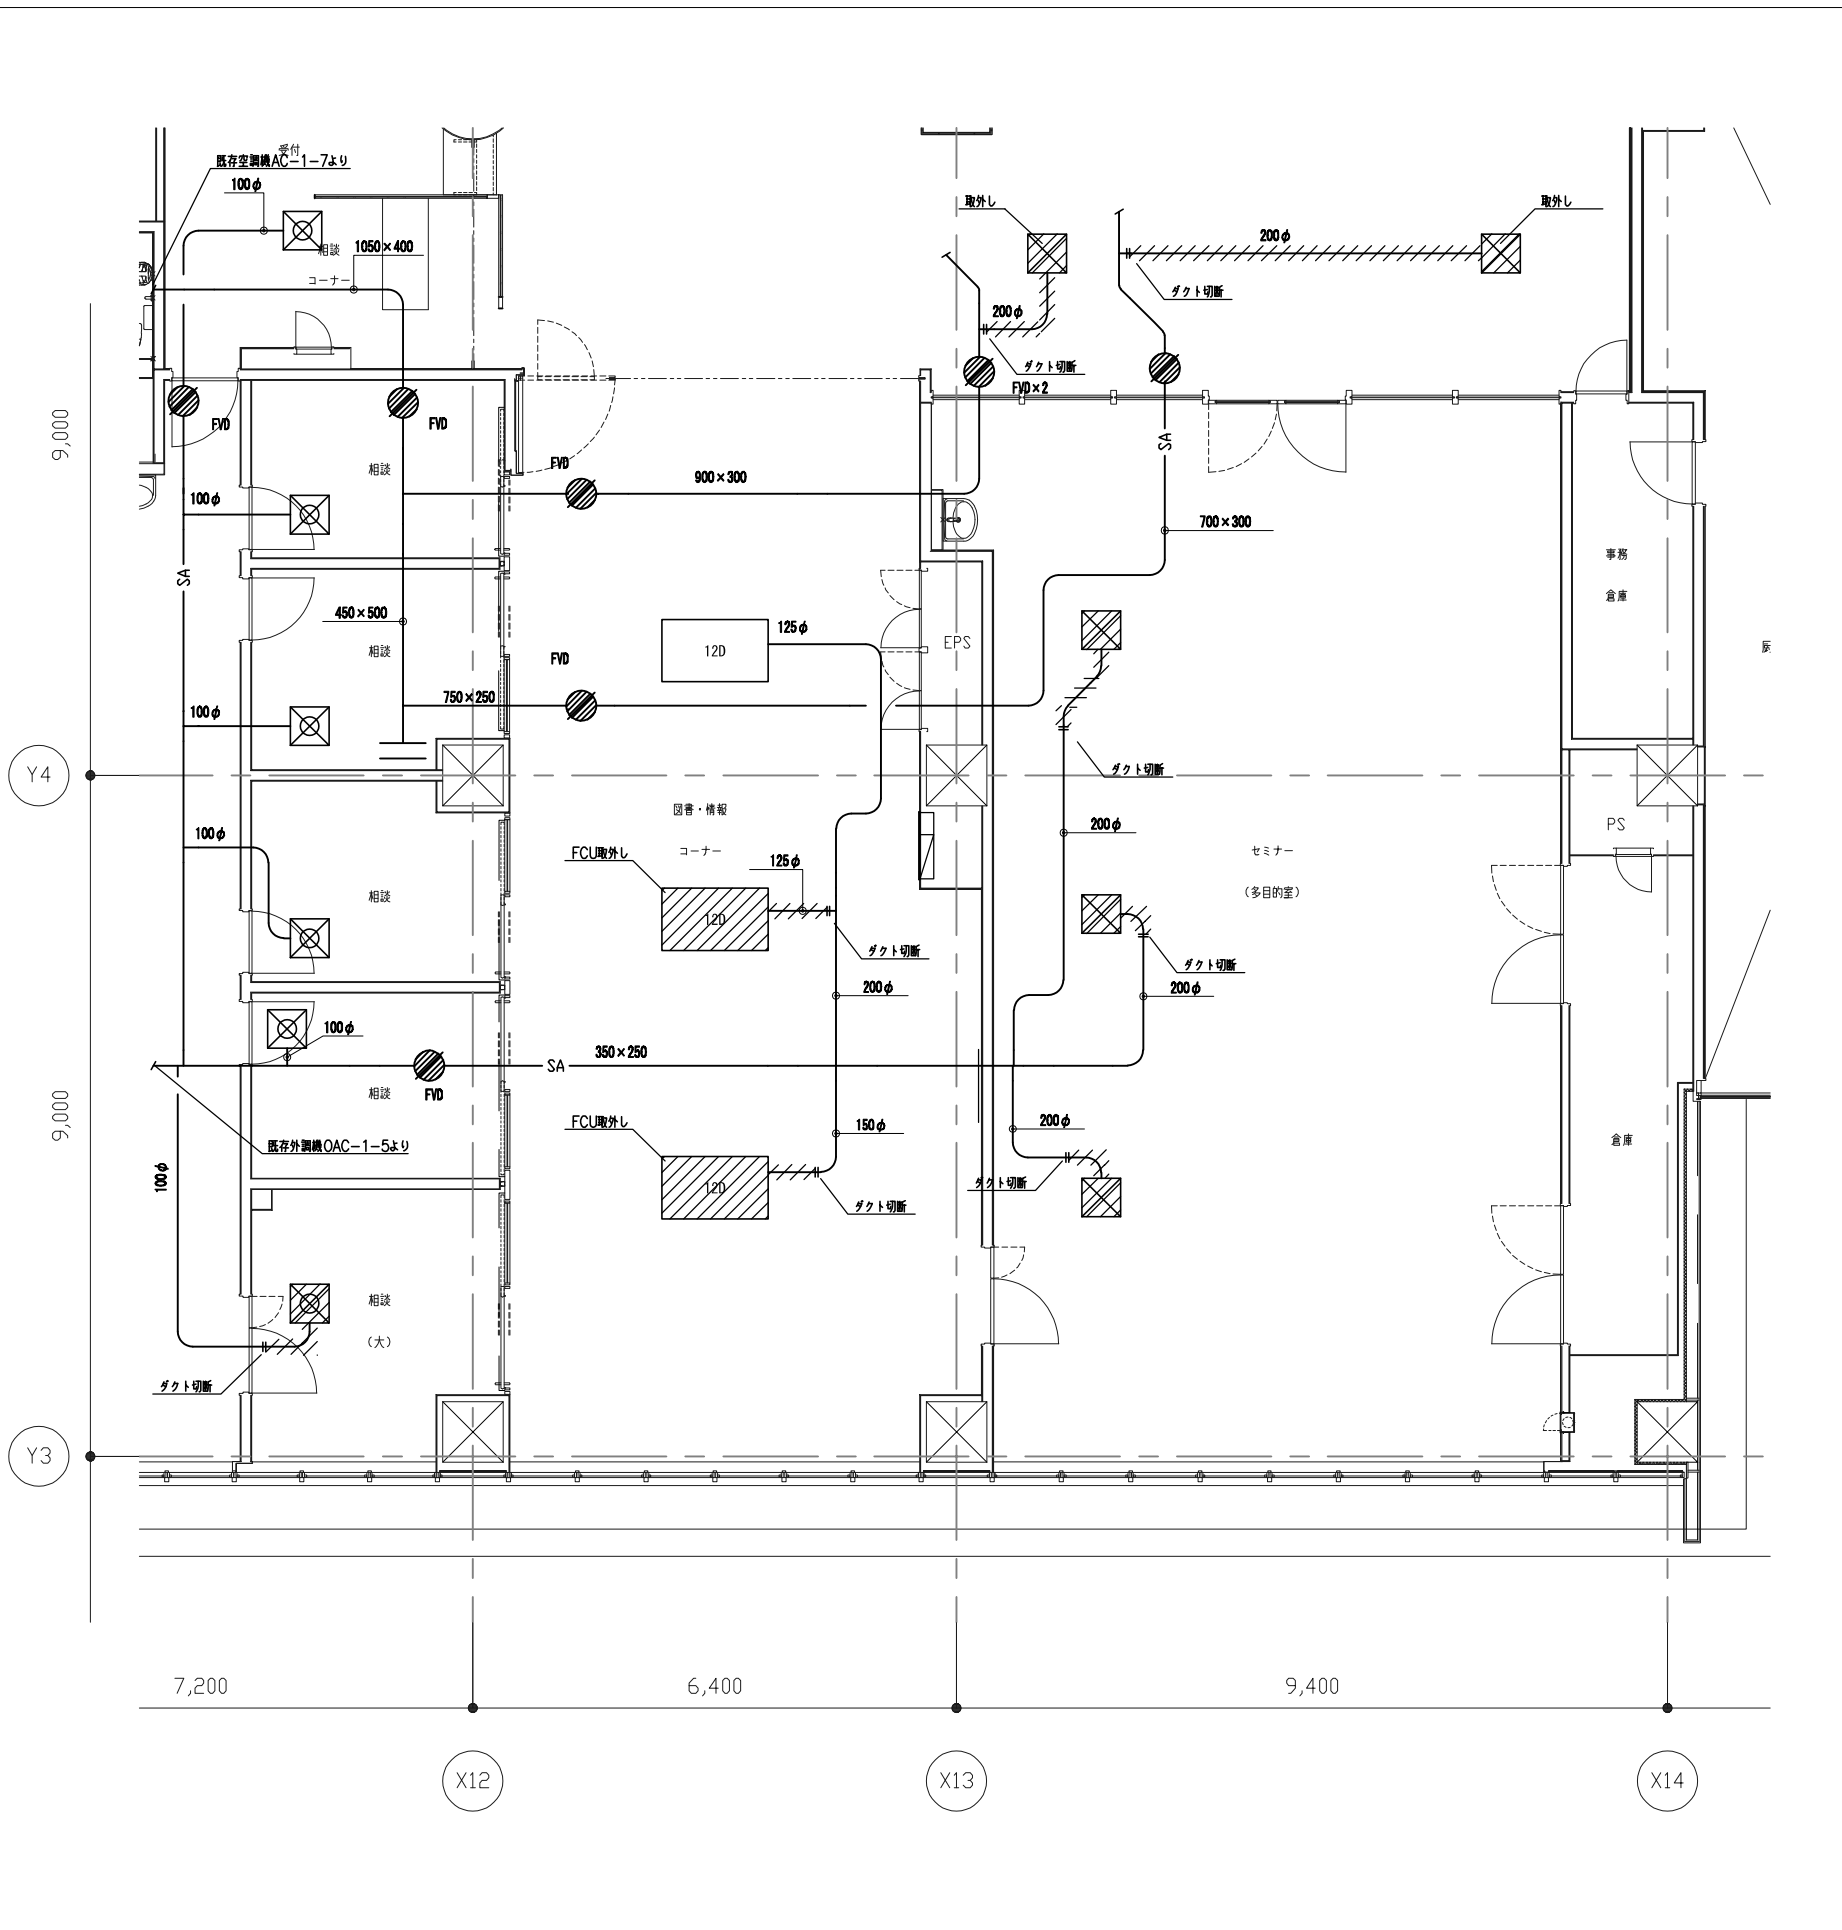 受付
既存空調機AC-1-7より
100φ
取外し
取外し
200φ
相談
コーナー
1050×400
ダクト切断
200φ
ダクト切断
FVD×2
FVD
FVD
9,000
SA
相談
FVD
900×300
100φ
700×300
事務
倉庫
SA
450×500
相談
125φ
12D
EPS
FVD
750×250
100φ
Y4
ダクト切断
図書・情報
コーナー
100φ
200φ
PS
FCU取外し
125φ
セミナー
(多目的室)
相談
12D
ダクト切断
ダクト切断
200φ
200φ
100φ
350×250
SA
相談
FVD
9,000
FCU取外し
150φ
200φ
既存外調機OAC-1-5より
倉庫
100φ
12D
ダクト切断
ダクト切断
相談
(大)
ダクト切断
Y3
7,200
6,400
9,400
X12
X13
X14